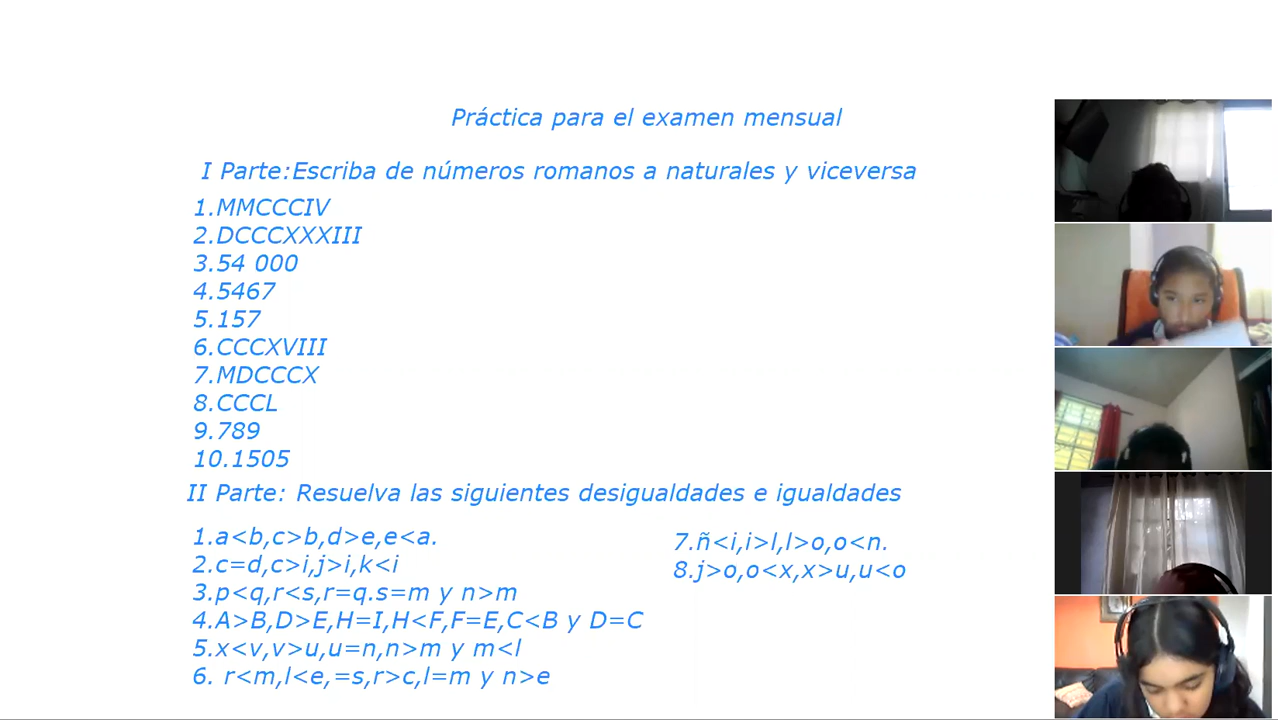 Práctica para el examen mensual
I Parte:Escriba de números romanos a naturales y viceversa
1.MMCCCIV
2.DCCCXXXIII
3.54 000
4.5467
5.157
6.CCCXVIII
7.MDCCCX
8.CCCL
9.789
10.1505
II Parte: Resuelva las siguientes desigualdades e igualdades
1.a<b,c>b,d>e,e<a.
2.c=d,c>i,j>i,k<i
3.p<q,r<s,r=q.s=m y n>m
4.A>B,D>E,H=I,H<F,F=E,C<B y D=C
5.x<v,v>u,u=n,n>m y m<l
6. r<m,l<e,=s,r>c,l=m y n>e
7.ñ<i,i>l,l>o,o<n.
8.j>o,o<x,x>u,u<o